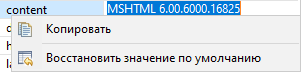 content MSHTML 6.00.6000.16825
Копировать
Восстановить значение по умолчанию